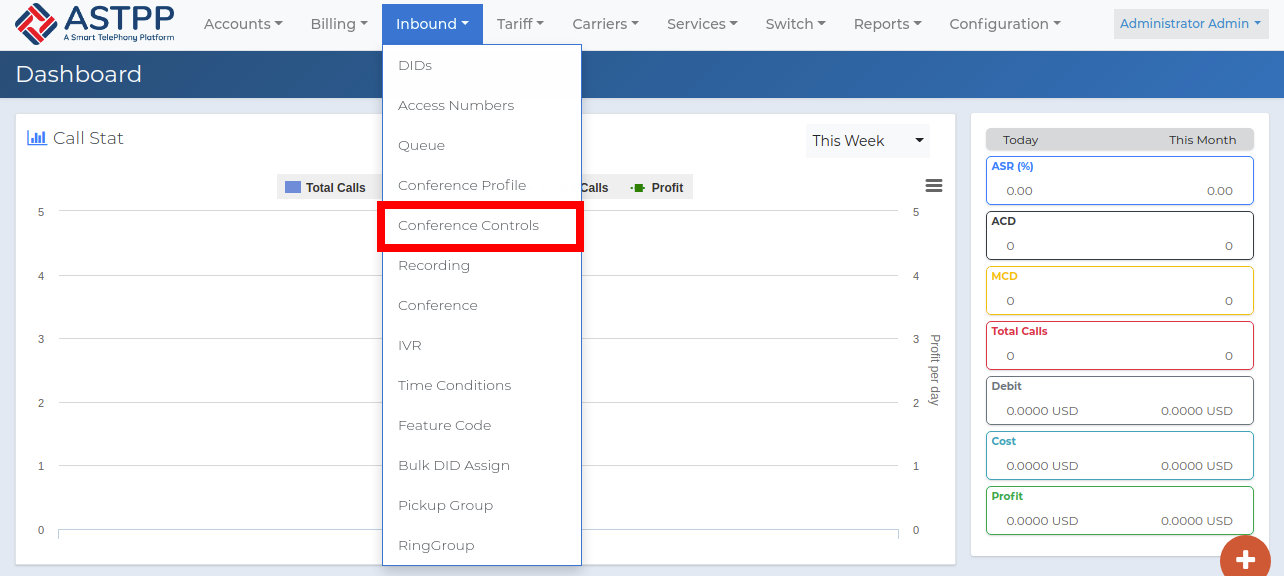 ASTPP
A Smart TelePhony Platform
Accounts
Billing
Inbound
Tariff
Carriers
Services
Switch
Reports
Configuration
Administrator Admin
Dashboard
DIDs
Access Numbers
Queue
Conference Profile
Conference Controls
Recording
Conference
IVR
Time Conditions
Feature Code
Bulk DID Assign
Pickup Group
RingGroup
Call Stat
This Week
Total Calls
Calls
Profit
5
4
3
2
1
0
5
4
3
2
1
0
Profit per day
Today This Month
ASR (%)
0.00 0.00
ACD
0 0
MCD
0 0
Total Calls
0 0
Debit
0.0000 USD 0.0000 USD
Cost
0.0000 USD 0.0000 USD
Profit
0.0000 USD 0.0000 USD